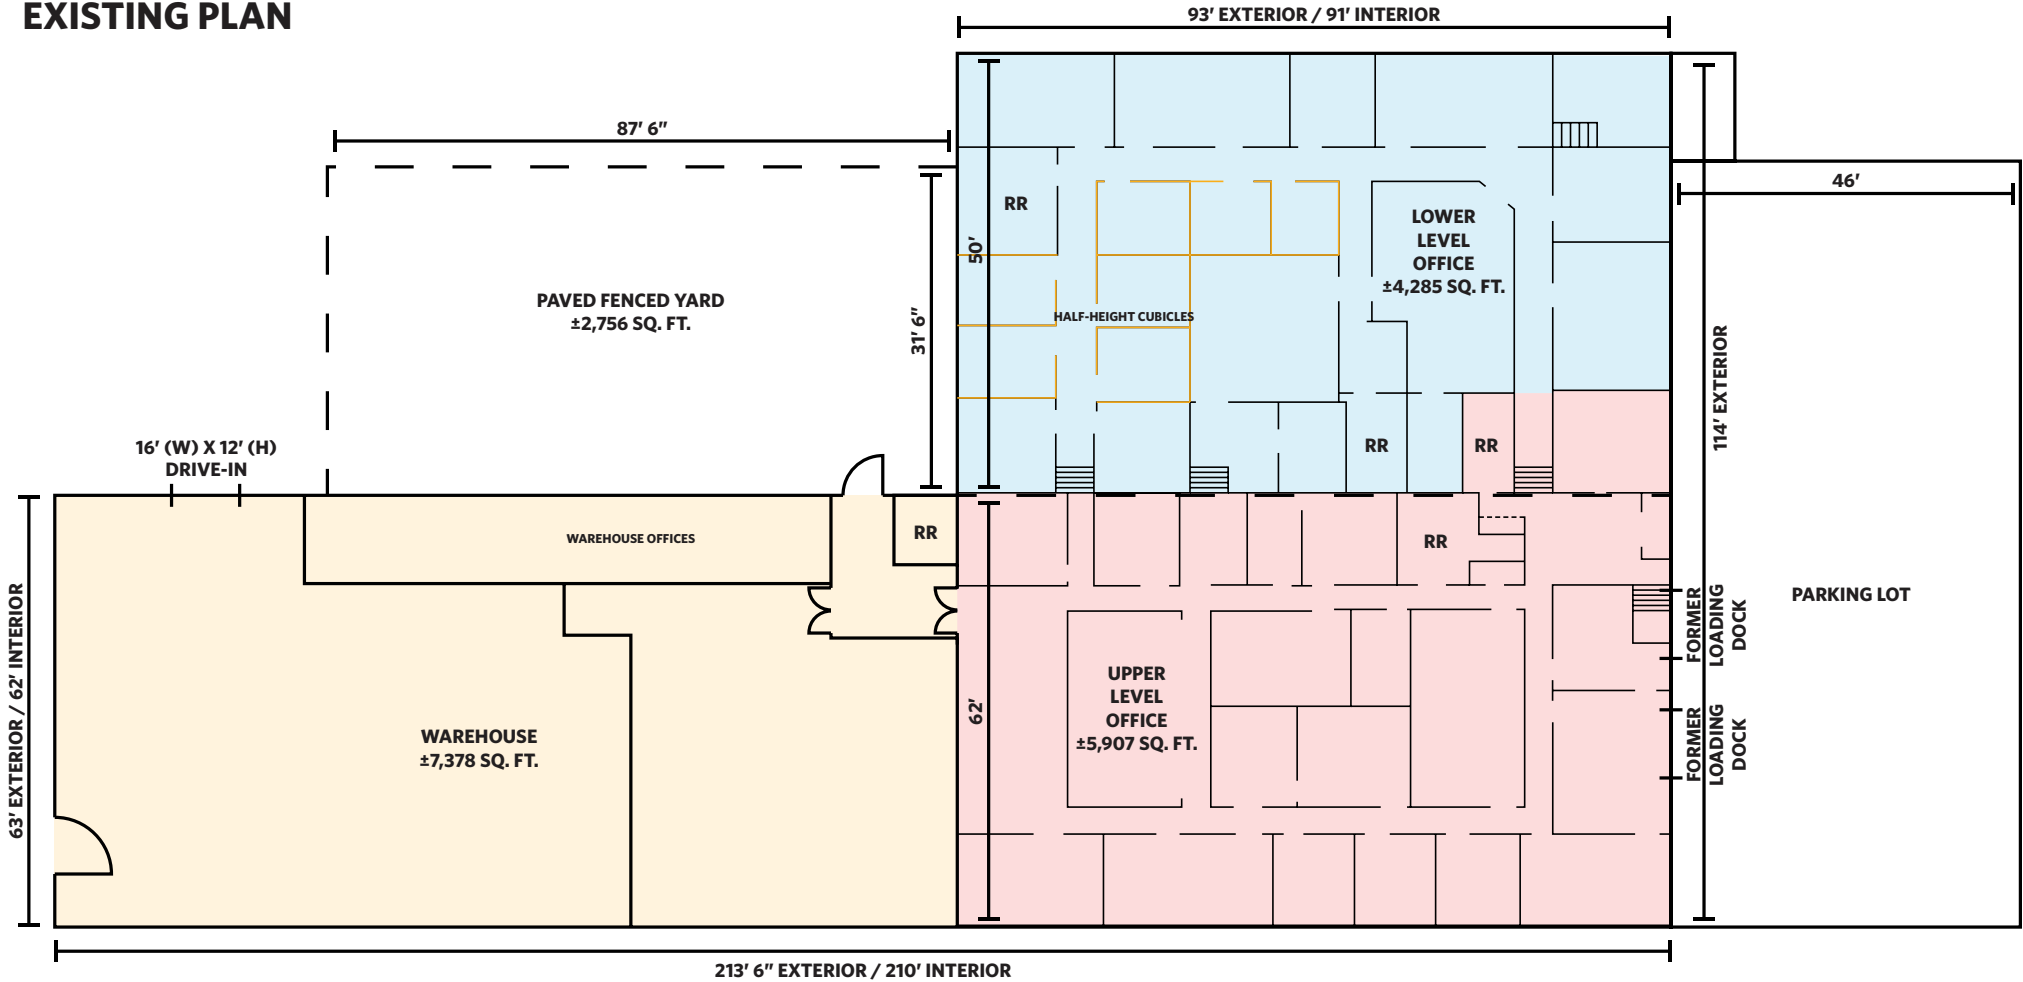 EXISTING PLAN
93′ EXTERIOR / 91′ INTERIOR
87′ 6″
46′
RR
50′
LOWER
LEVEL
OFFICE
±4,285 SQ. FT.
PAVED FENCED YARD
±2,756 SQ. FT.
31′ 6″
HALF-HEIGHT CUBICLES
114′ EXTERIOR
16′ (W) X 12′ (H)
DRIVE-IN
RR
RR
WAREHOUSE OFFICES
RR
RR
63′ EXTERIOR / 62′ INTERIOR
FORMER
LOADING
DOCK
PARKING LOT
UPPER
LEVEL
OFFICE
±5,907 SQ. FT.
62′
WAREHOUSE
±7,378 SQ. FT.
FORMER
LOADING
DOCK
213′ 6″ EXTERIOR / 210′ INTERIOR